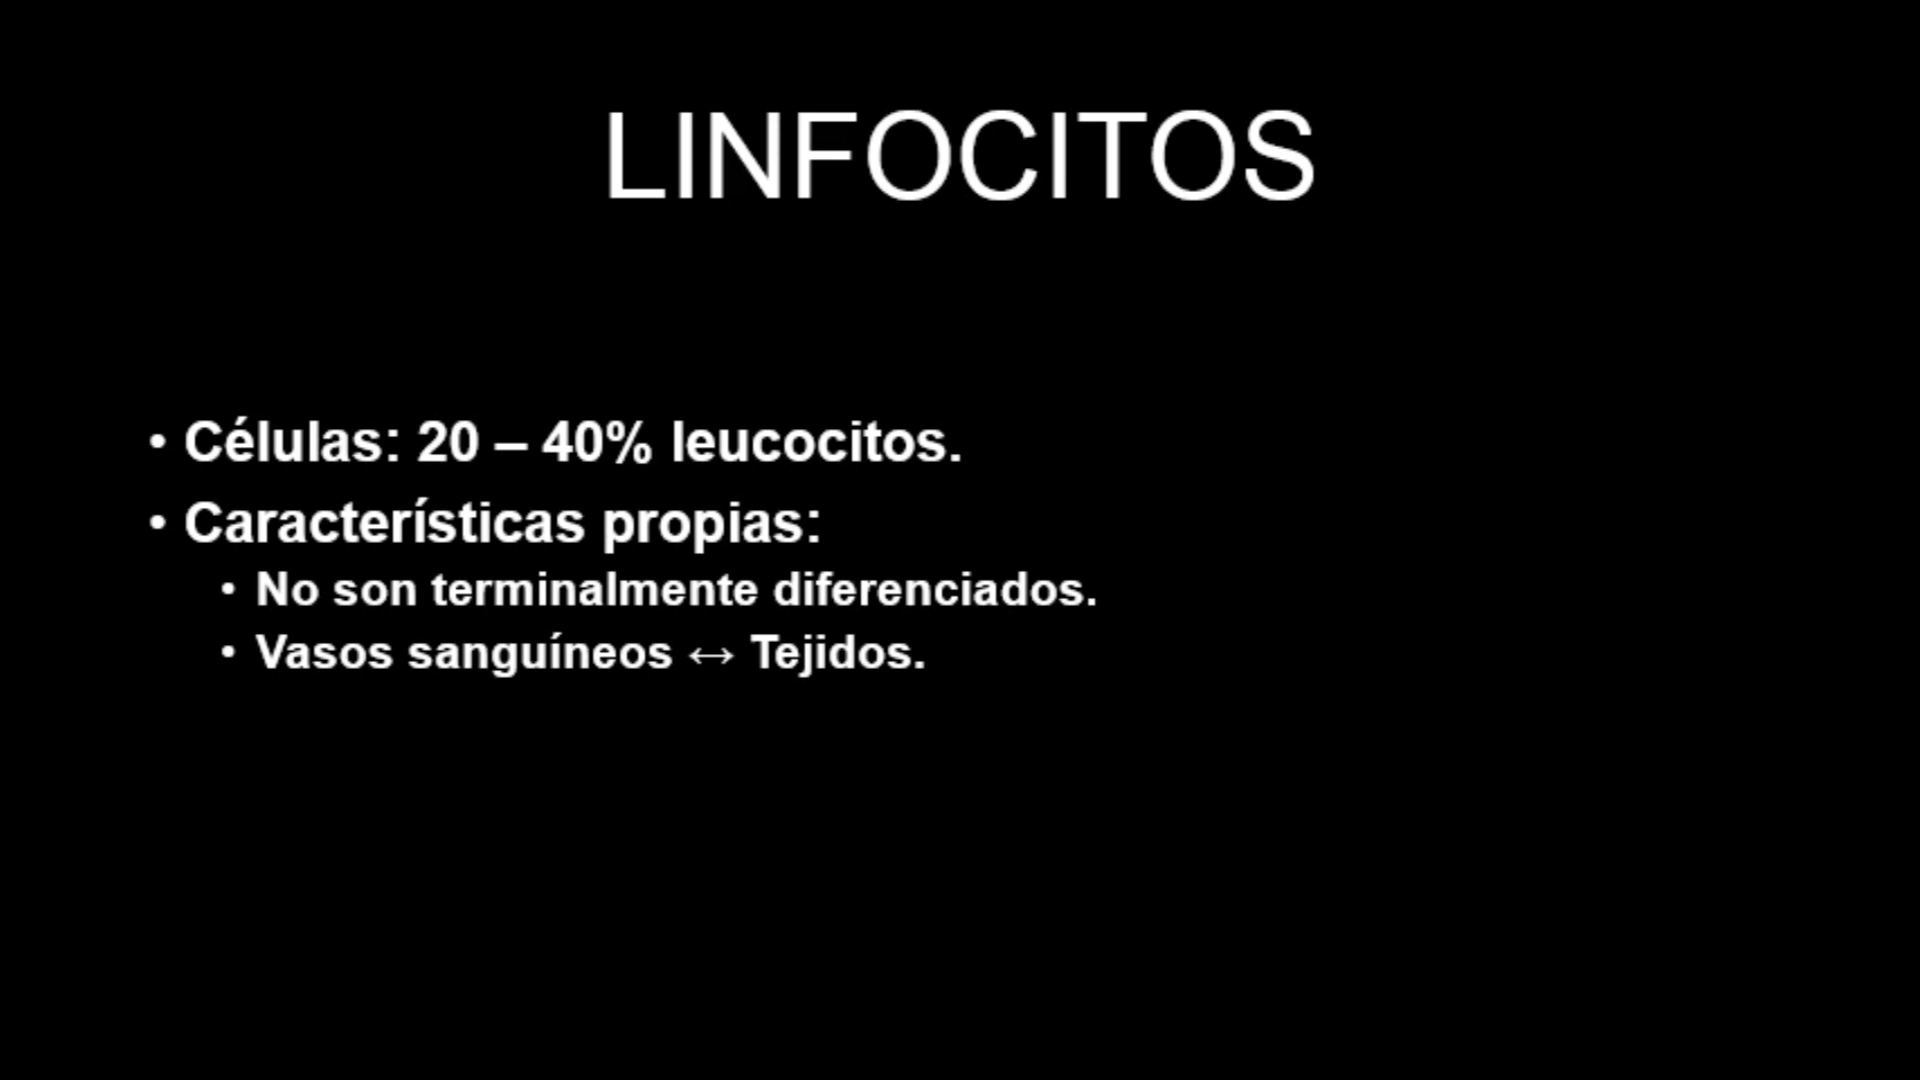 LINFOCITOS
• Células: 20 – 40% leucocitos.
• Características propias:
• No son terminalmente diferenciados.
• Vasos sanguíneos ↔ Tejidos.